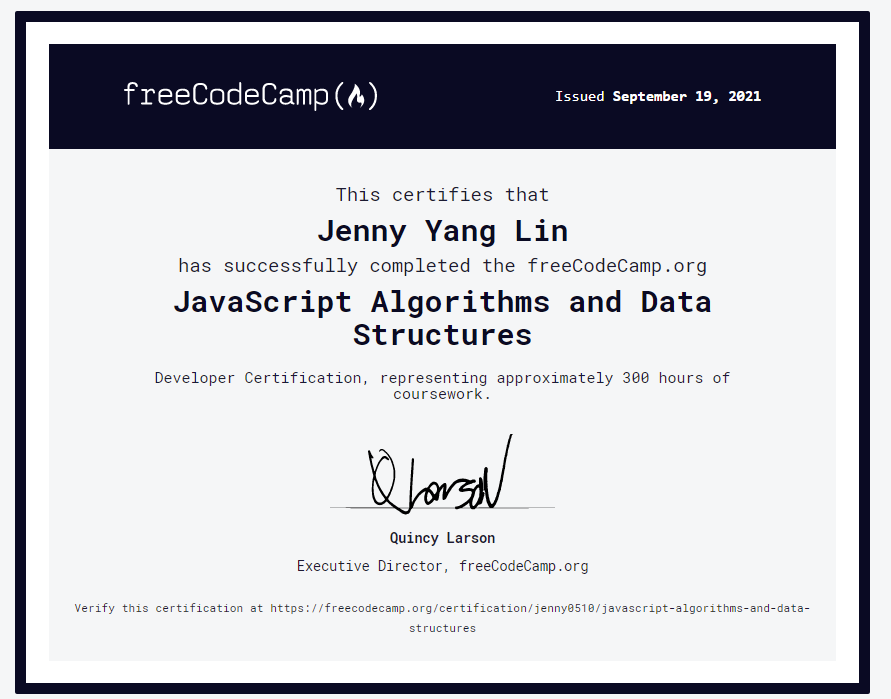 freeCodeCamp(🔥)
Issued September 19, 2021
This certifies that
Jenny Yang Lin
has successfully completed the freeCodeCamp.org
JavaScript Algorithms and Data
Structures
Developer Certification, representing approximately 300 hours of
coursework.
QLarson
Quincy Larson
Executive Director, freeCodeCamp.org
Verify this certification at https://freecodecamp.org/certification/jenny0510/javascript-algorithms-and-data-
structures